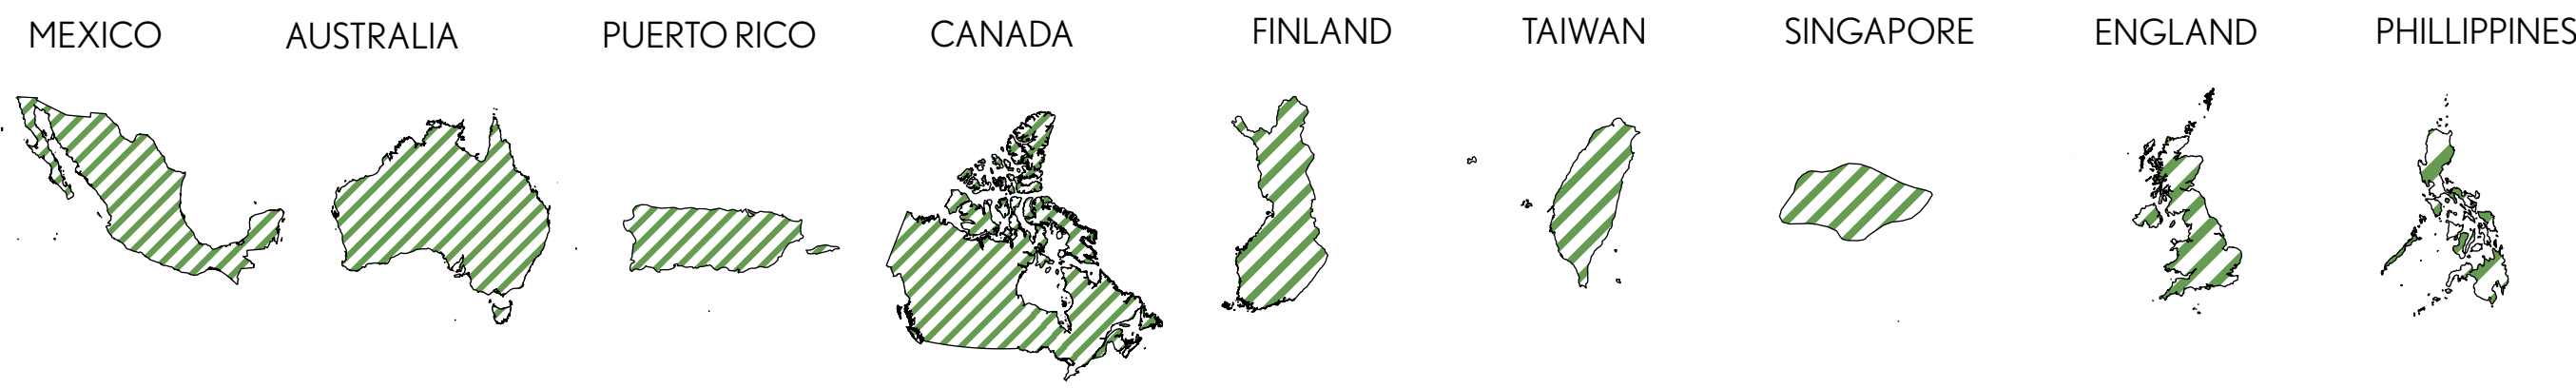 MEXICO
AUSTRALIA
PUERTO RICO
CANADA
FINLAND
TAIWAN
SINGAPORE
ENGLAND
PHILLIPPINES